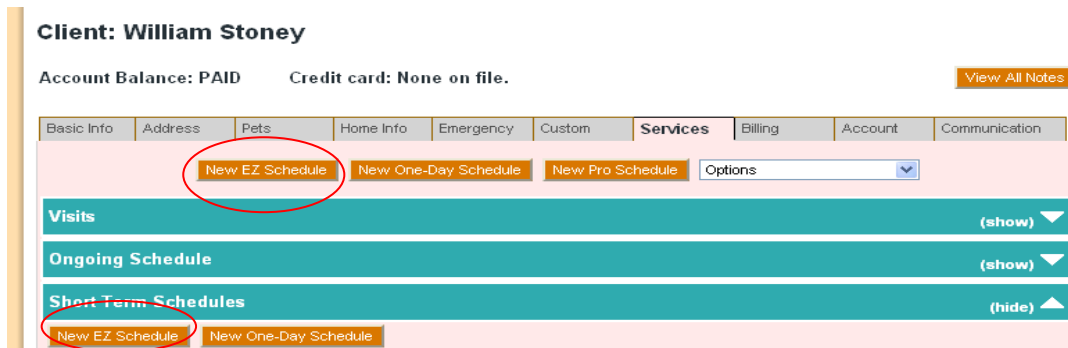 Client: William Stoney
Account Balance: PAID Credit card: None on file.
View All Notes
Basic Info Address Pets Home Info Emergency Custom Services Billing Account Communication
New EZ Schedule New One-Day Schedule New Pro Schedule Options
Visits (show)
Ongoing Schedule (show)
Short Term Schedules (hide)
New EZ Schedule New One-Day Schedule